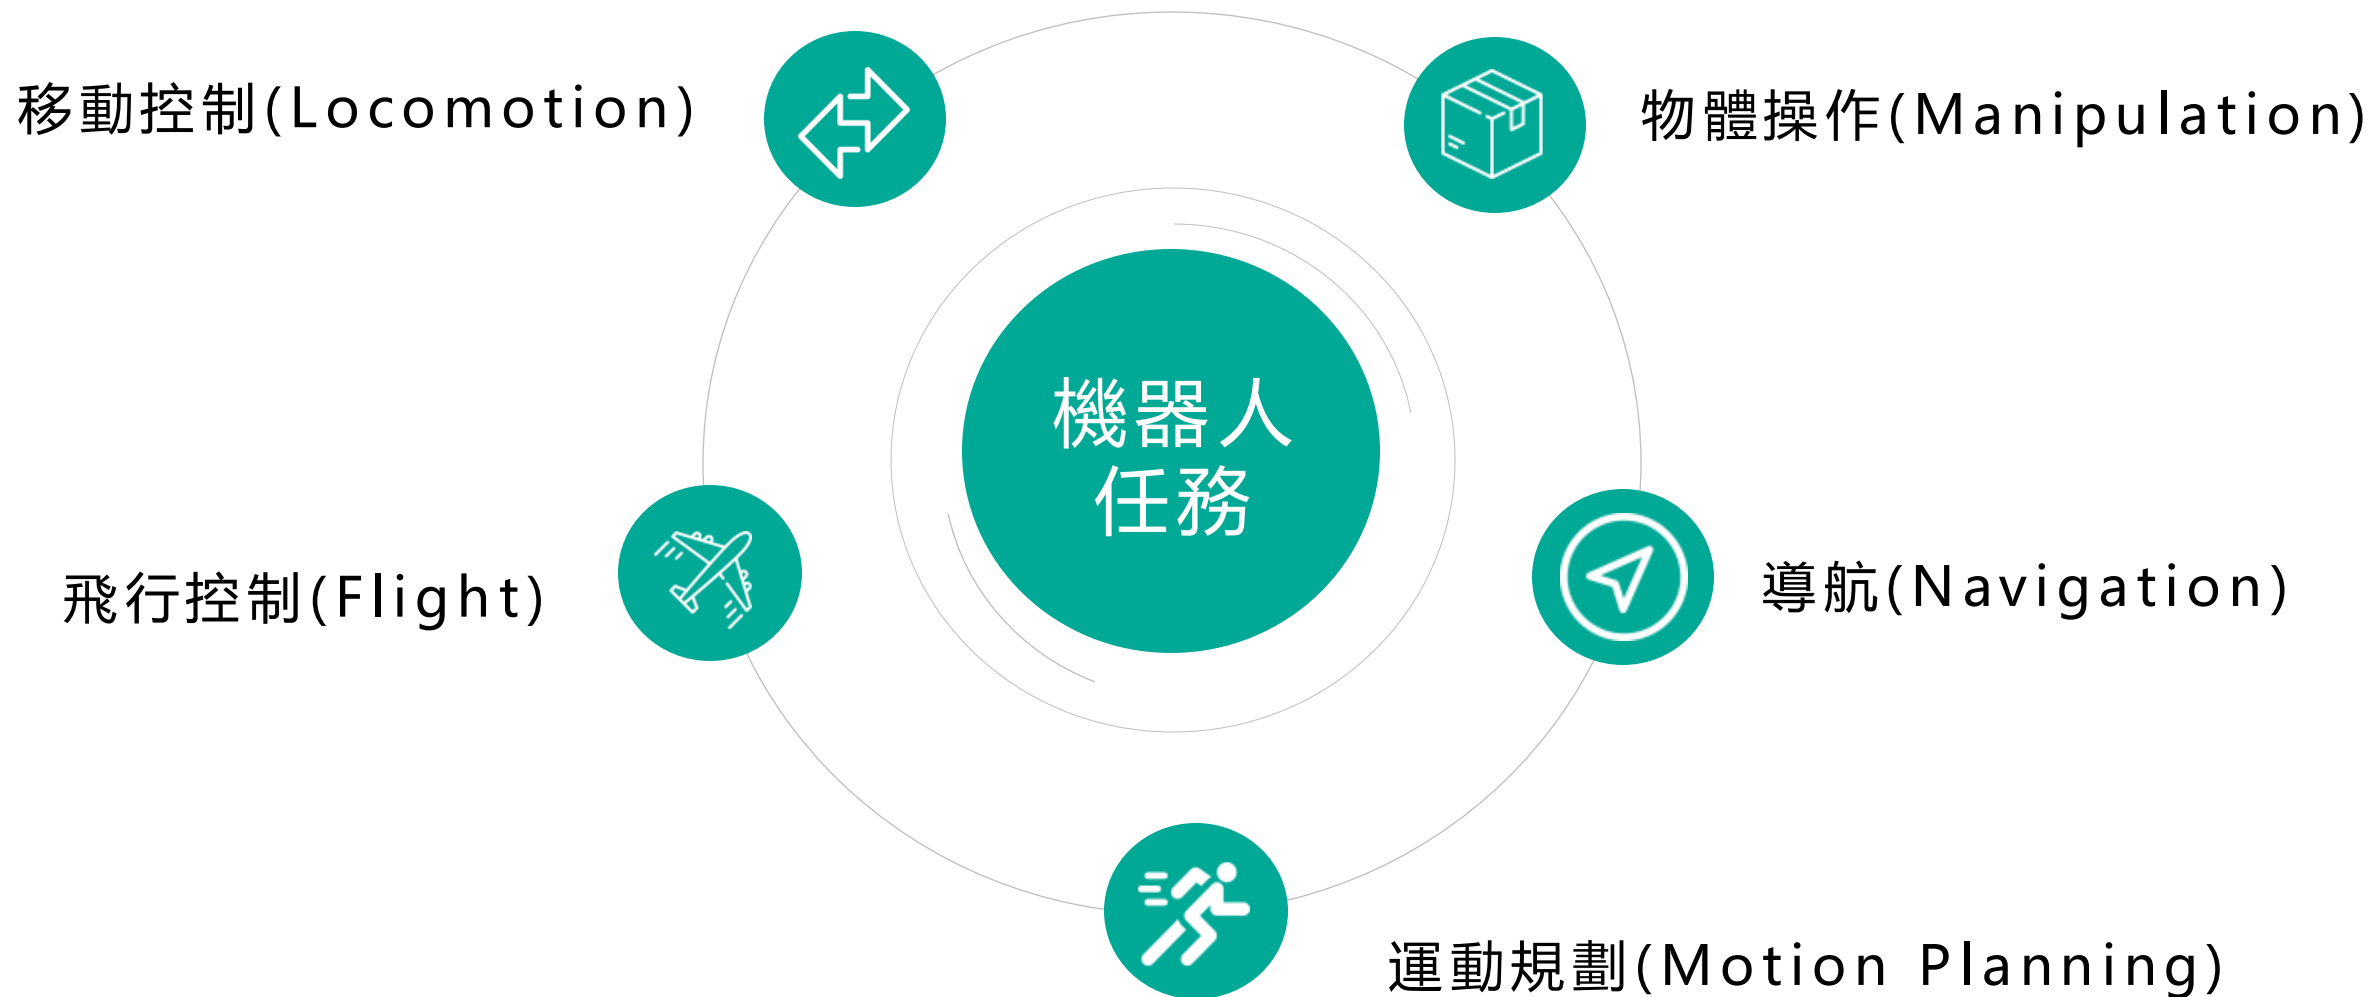 移動控制(Locomotion)
物體操作(Manipulation)
機器人
任務
飛行控制(Flight)
導航(Navigation)
運動規劃(Motion Planning)